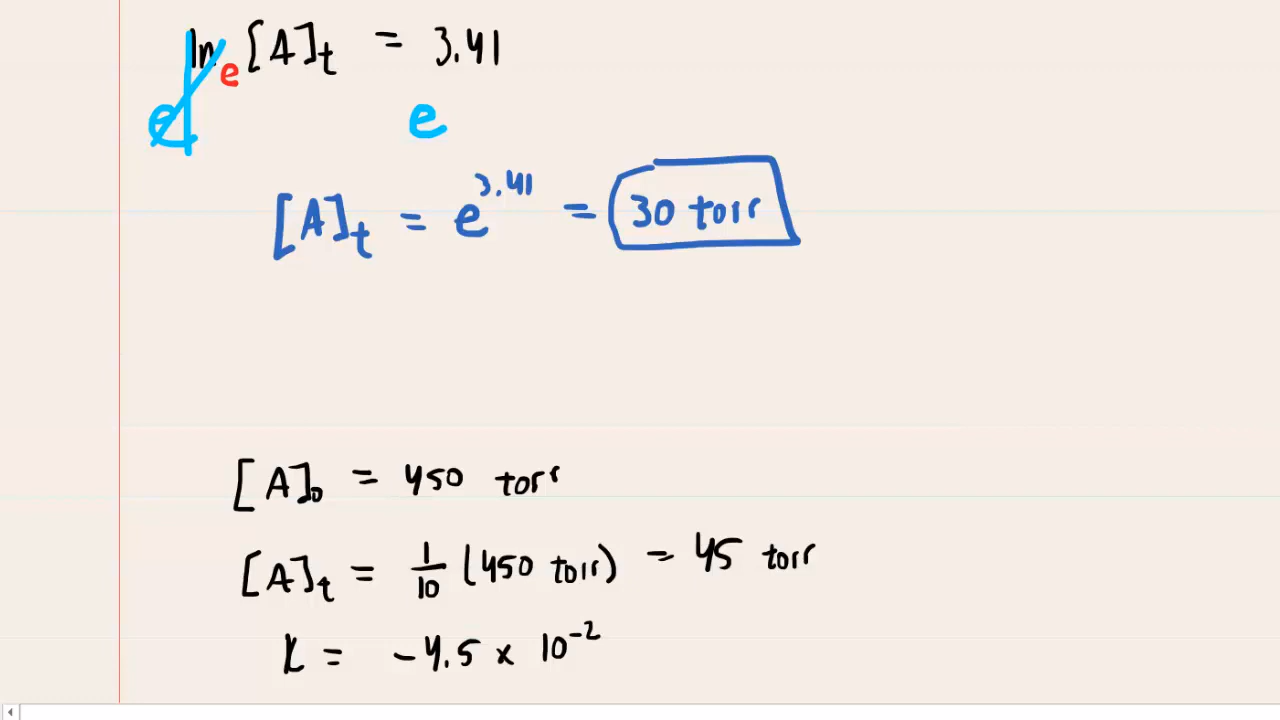 ln e [A]t = 3.41
e e
[A]t = e^3.41 = 30 torr
[A]0 = 450 torr
[A]t = 1/10 (450 torr) = 45 torr
k = -4.5 x 10^-2